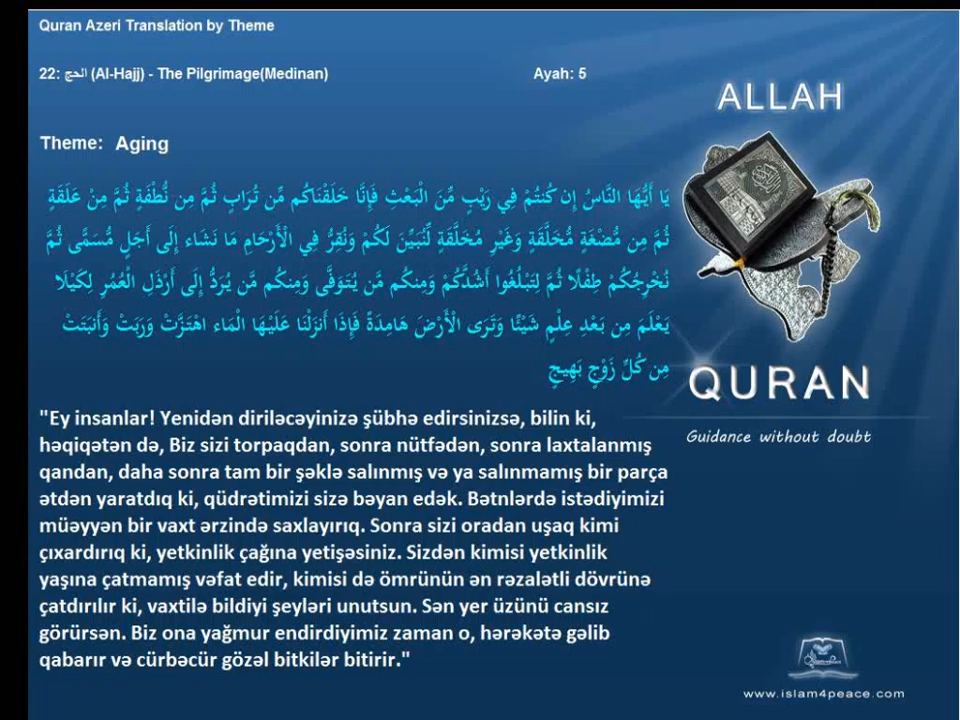 Quran Azeri Translation by Theme
22: الحج (Al-Hajj) - The Pilgrimage(Medinan)
Ayah: 5
Theme: Aging
يَا أَيُّهَا النَّاسُ إِن كُنتُمْ فِي رَيْبٍ مِّنَ الْبَعْثِ فَإِنَّا خَلَقْنَاكُم مِّن تُرَابٍ ثُمَّ مِن نُّطْفَةٍ ثُمَّ مِنْ عَلَقَةٍ
ثُمَّ مِن مُّضْغَةٍ مُّخَلَّقَةٍ وَغَيْرِ مُخَلَّقَةٍ لِّنُبَيِّنَ لَكُمْ وَنُقِرُّ فِي الْأَرْحَامِ مَا نَشَاء إِلَى أَجَلٍ مُّسَمًّى ثُمَّ
نُخْرِجُكُمْ طِفْلًا ثُمَّ لِتَبْلُغُوا أَشُدَّكُمْ وَمِنكُم مَّن يُتَوَفَّى وَمِنكُم مَّن يُرَدُّ إِلَى أَرْذَلِ الْعُمُرِ لِكَيْلَا
يَعْلَمَ مِن بَعْدِ عِلْمٍ شَيْئًا وَتَرَى الْأَرْضَ هَامِدَةً فَإِذَا أَنزَلْنَا عَلَيْهَا الْمَاء اهْتَزَّتْ وَرَبَتْ وَأَنبَتَتْ
مِن كُلِّ زَوْجٍ بَهِيجٍ
"Ey insanlar! Yenidən diriləcəyinizə şübhə edirsinizsə, bilin ki,
həqiqətən də, Biz sizi torpaqdan, sonra nütfədən, sonra laxtalanmış
qandan, daha sonra tam bir şəklə salınmış və ya salınmamış bir parça
ətdən yaratdıq ki, qüdrətimizi sizə bəyan edək. Bətnlərdə istədiyimizi
müəyyən bir vaxt ərzində saxlayırıq. Sonra sizi oradan uşaq kimi
çıxardırıq ki, yetkinlik çağına yetişəsiniz. Sizdən kimisi yetkinlik
yaşına çatmamış vəfat edir, kimisi də ömrünün ən rəzalətli dövrünə
çatdırılır ki, vaxtilə bildiyi şeyləri unutsun. Sən yer üzünü cansız
görürsən. Biz ona yağmur endirdiyimiz zaman o, hərəkətə gəlib
qabarır və cürbəcür gözəl bitkilər bitirir."
ALLAH
QURAN
Guidance without doubt
www.islam4peace.com